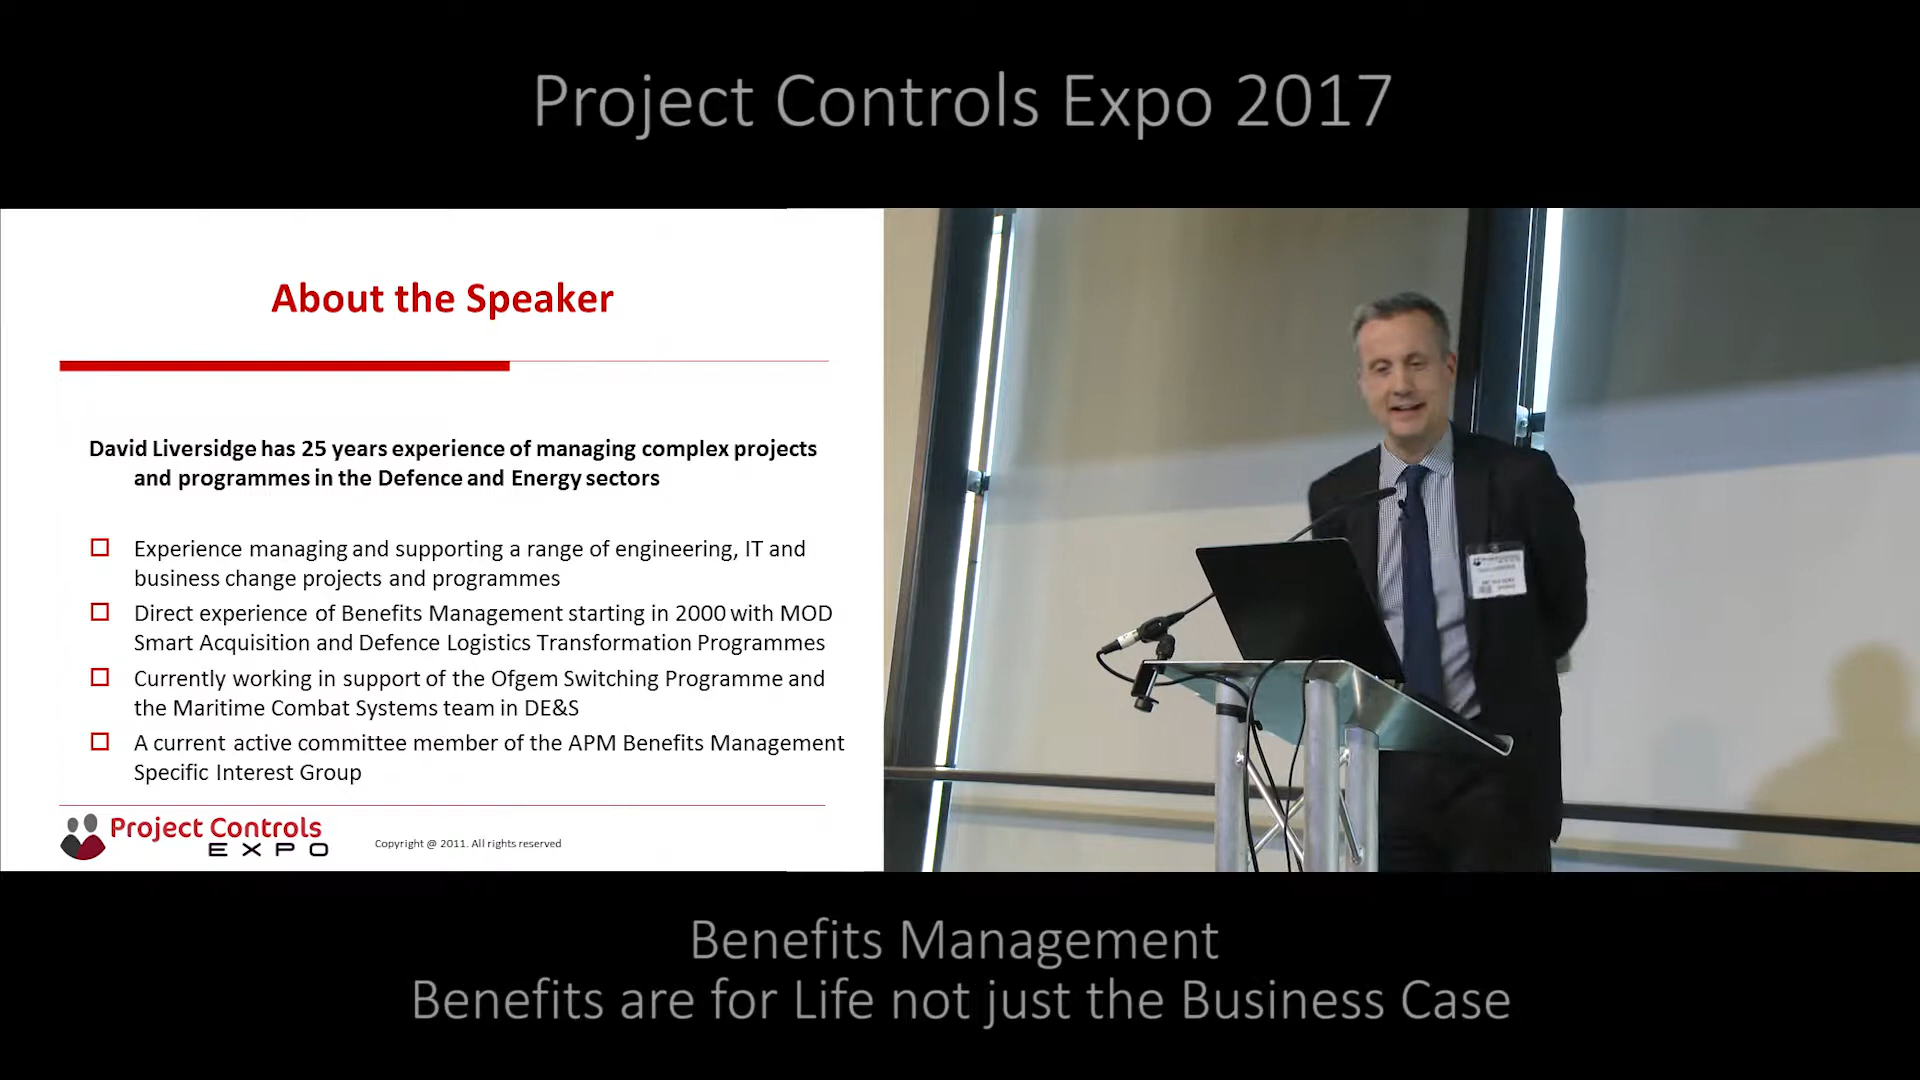 Project Controls Expo 2017
About the Speaker
David Liversidge has 25 years experience of managing complex projects
and programmes in the Defence and Energy sectors
Experience managing and supporting a range of engineering, IT and
business change projects and programmes
Direct experience of Benefits Management starting in 2000 with MOD
Smart Acquisition and Defence Logistics Transformation Programmes
Currently working in support of the Ofgem Switching Programme and
the Maritime Combat Systems team in DE&S
A current active committee member of the APM Benefits Management
Specific Interest Group
Project Controls
EXPO
Copyright @ 2011. All rights reserved
Benefits Management
Benefits are for Life not just the Business Case